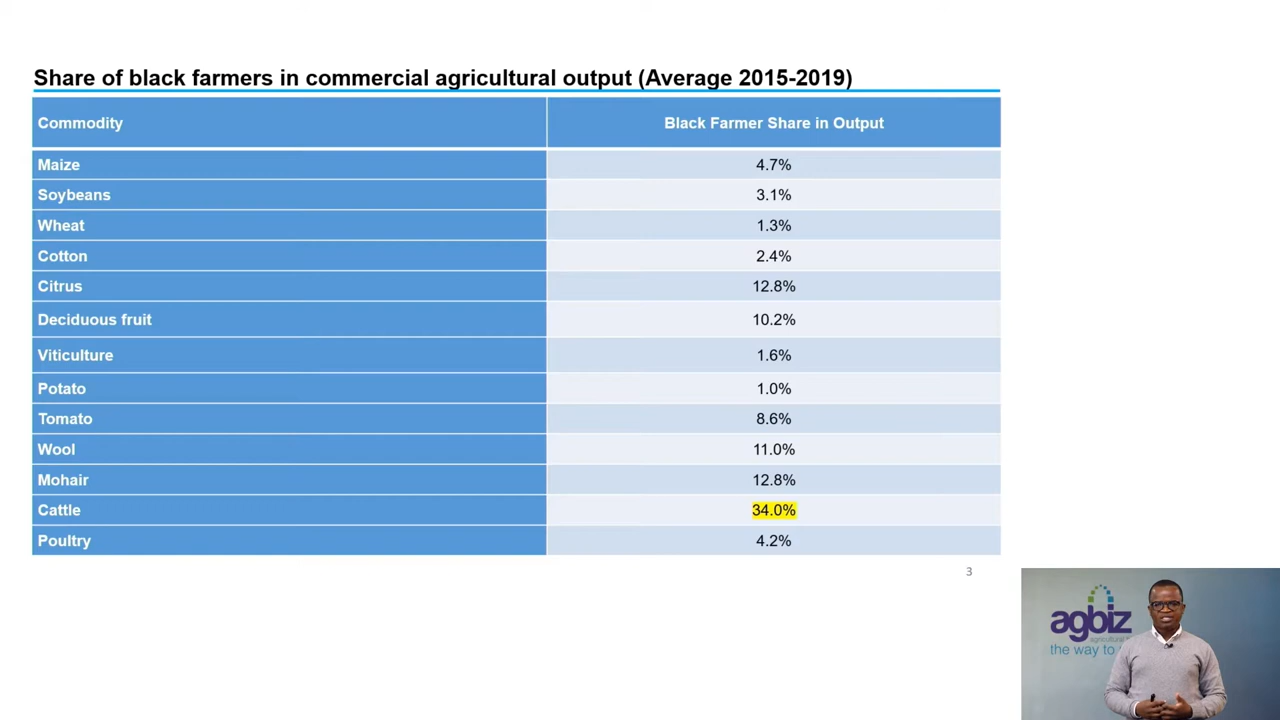 Share of black farmers in commercial agricultural output (Average 2015-2019)
Commodity Black Farmer Share in Output
Maize 4.7%
Soybeans 3.1%
Wheat 1.3%
Cotton 2.4%
Citrus 12.8%
Deciduous fruit 10.2%
Viticulture 1.6%
Potato 1.0%
Tomato 8.6%
Wool 11.0%
Mohair 12.8%
Cattle 34.0%
Poultry 4.2%
3
agbiz
agricultural
the way to